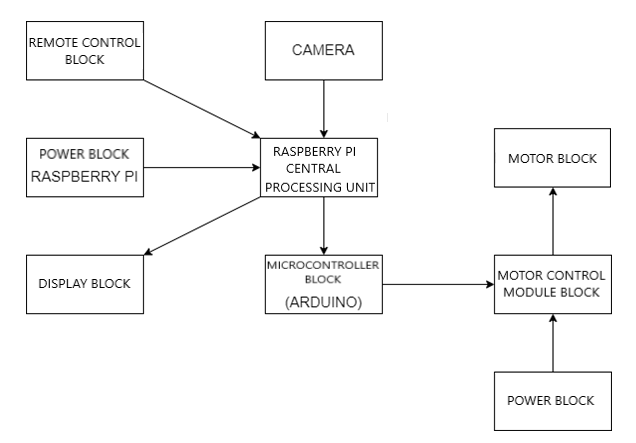 REMOTE CONTROL
BLOCK
CAMERA
POWER BLOCK
RASPBERRY PI
RASPBERRY PI
CENTRAL
PROCESSING UNIT
MOTOR BLOCK
DISPLAY BLOCK
MICROCONTROLLER
BLOCK
(ARDUINO)
MOTOR CONTROL
MODULE BLOCK
POWER BLOCK